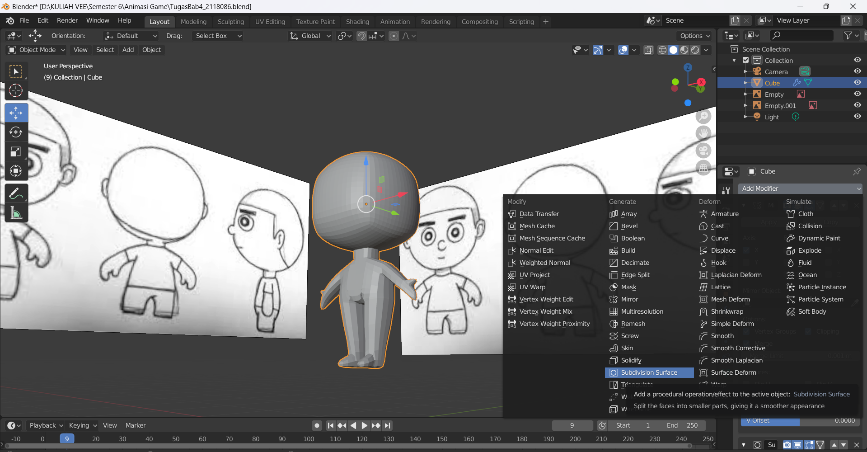 Blender* [D:\KULIAH VEE\Semester 6\Animasi Game\TugasBab4_2118086.blend]
File Edit Render Window Help Layout Modeling Sculpting UV Editing Texture Paint Shading Animation Rendering Compositing Scripting + Scene View Layer
Orientation: Default Drag: Select Box Global Options
Object Mode View Select Add Object
User Perspective
(9) Collection | Cube
Scene Collection
Collection
Camera
Cube
Empty
Empty.001
Light
Cube
Add Modifier
Modify
Data Transfer
Mesh Cache
Mesh Sequence Cache
Normal Edit
Weighted Normal
UV Project
UV Warp
Vertex Weight Edit
Vertex Weight Mix
Vertex Weight Proximity
Generate
Array
Bevel
Boolean
Build
Decimate
Edge Split
Mask
Mirror
Multiresolution
Remesh
Screw
Skin
Solidify
Subdivision Surface
Deform
Armature
Cast
Curve
Displace
Hook
Laplacian Deform
Lattice
Mesh Deform
Shrinkwrap
Simple Deform
Smooth
Smooth Corrective
Smooth Laplacian
Surface Deform
Simulate
Cloth
Collision
Dynamic Paint
Explode
Fluid
Ocean
Particle Instance
Particle System
Soft Body
Add a procedural operation/effect to the active object: Subdivision Surface
Split the faces into smaller parts, giving it a smoother appearance.
V Offset 0.0000
Su
Playback Keying View Marker 9 Start 1 End 250
-10 0 9 20 30 40 50 60 70 80 90 100 110 120 130 140 150 160 170 180 190 200 210 220 230 240 250